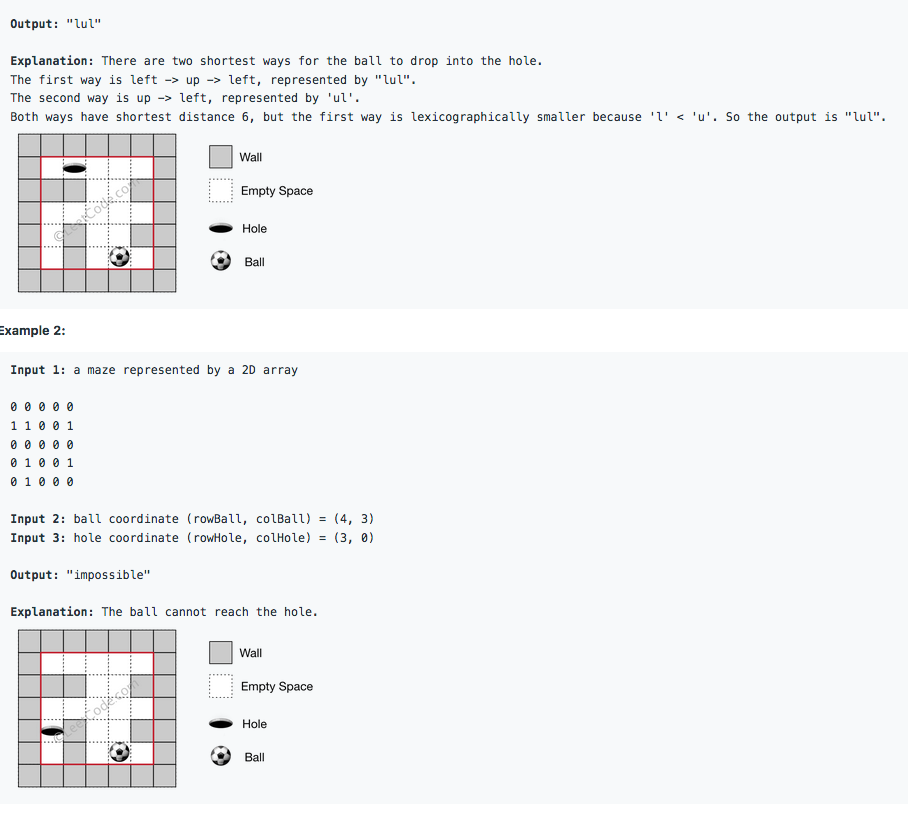 Output: "lul"
Explanation: There are two shortest ways for the ball to drop into the hole.
The first way is left -> up -> left, represented by "lul".
The second way is up -> left, represented by 'ul'.
Both ways have shortest distance 6, but the first way is lexicographically smaller because 'l' < 'u'. So the output is "lul".
Wall
Empty Space
Hole
Ball
©LeetCode.com
Example 2:
Input 1: a maze represented by a 2D array
0 0 0 0 0
1 1 0 0 1
0 0 0 0 0
0 1 0 0 1
0 1 0 0 0
Input 2: ball coordinate (rowBall, colBall) = (4, 3)
Input 3: hole coordinate (rowHole, colHole) = (3, 0)
Output: "impossible"
Explanation: The ball cannot reach the hole.
Wall
Empty Space
Hole
Ball
©LeetCode.com